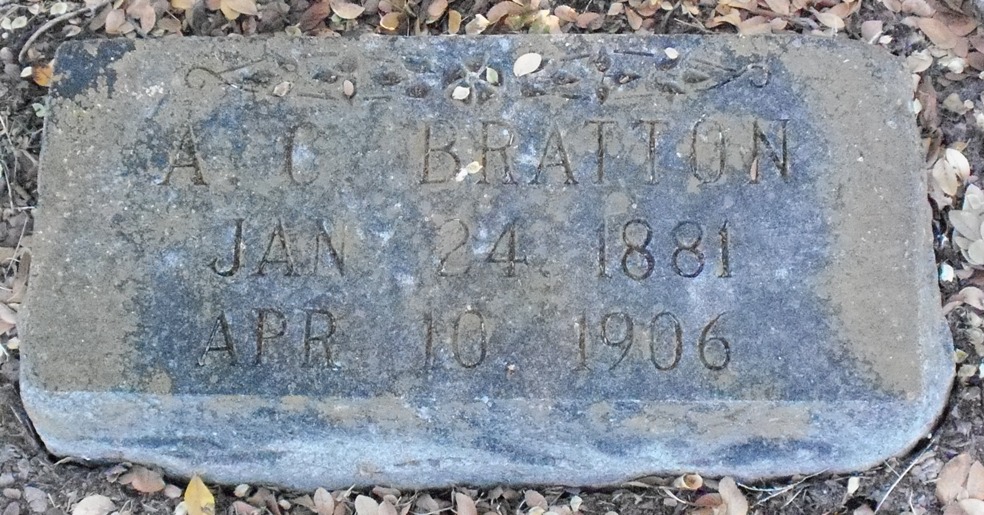 A C BRATTON
JAN 24 1881
APR 10 1906